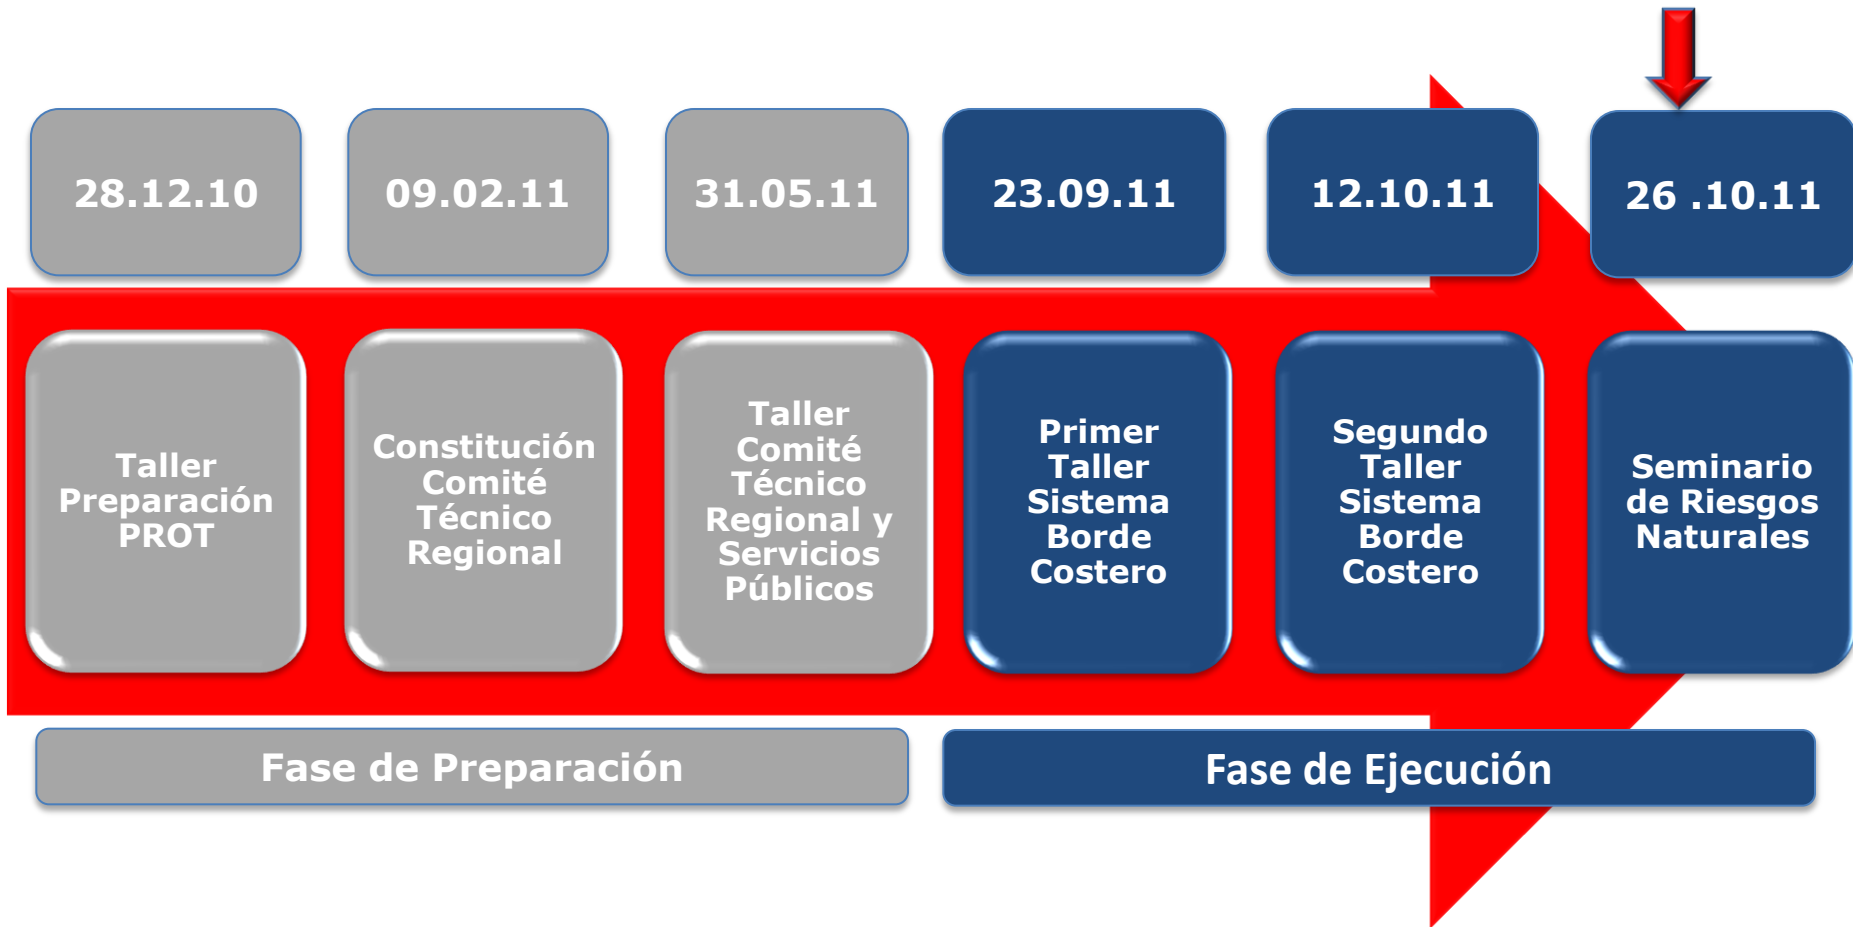 28.12.10
09.02.11
31.05.11
23.09.11
12.10.11
26 .10.11
Taller
Preparación
PROT
Constitución
Comité
Técnico
Regional
Taller
Comité
Técnico
Regional y
Servicios
Públicos
Primer
Taller
Sistema
Borde
Costero
Segundo
Taller
Sistema
Borde
Costero
Seminario
de Riesgos
Naturales
Fase de Preparación
Fase de Ejecución